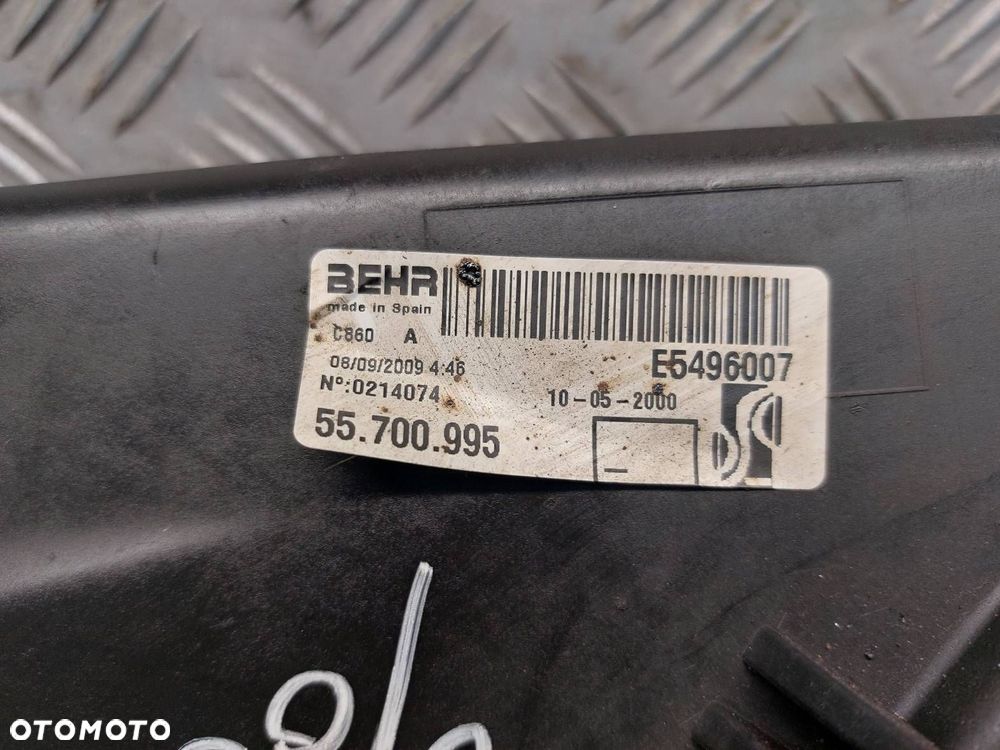 BEHR
made in Spain
C860 A
08/09/2009 4:46
E5496007
Nº:0214074
10-05-2000
55.700.995
OTOMOTO